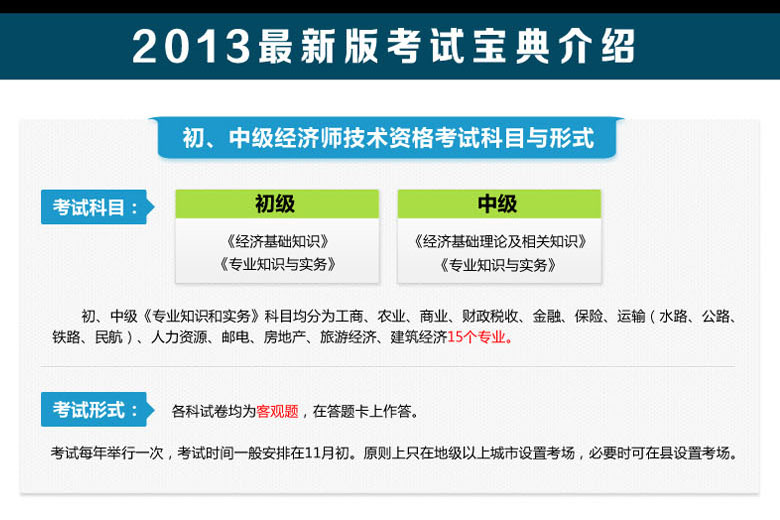 2013最新版考试宝典介绍
初、中级经济师技术资格考试科目与形式
考试科目：
初级
中级
《经济基础知识》
《经济基础理论及相关知识》
《专业知识与实务》
《专业知识与实务》
初、中级《专业知识和实务》科目均分为工商、农业、商业、财政税收、金融、保险、运输（水路、公路、
铁路、民航）、人力资源、邮电、房地产、旅游经济、建筑经济15个专业。
考试形式：
各科试卷均为客观题，在答题卡上作答。
考试每年举行一次，考试时间一般安排在11月初。原则上只在地级以上城市设置考场，必要时可在县设置考场。